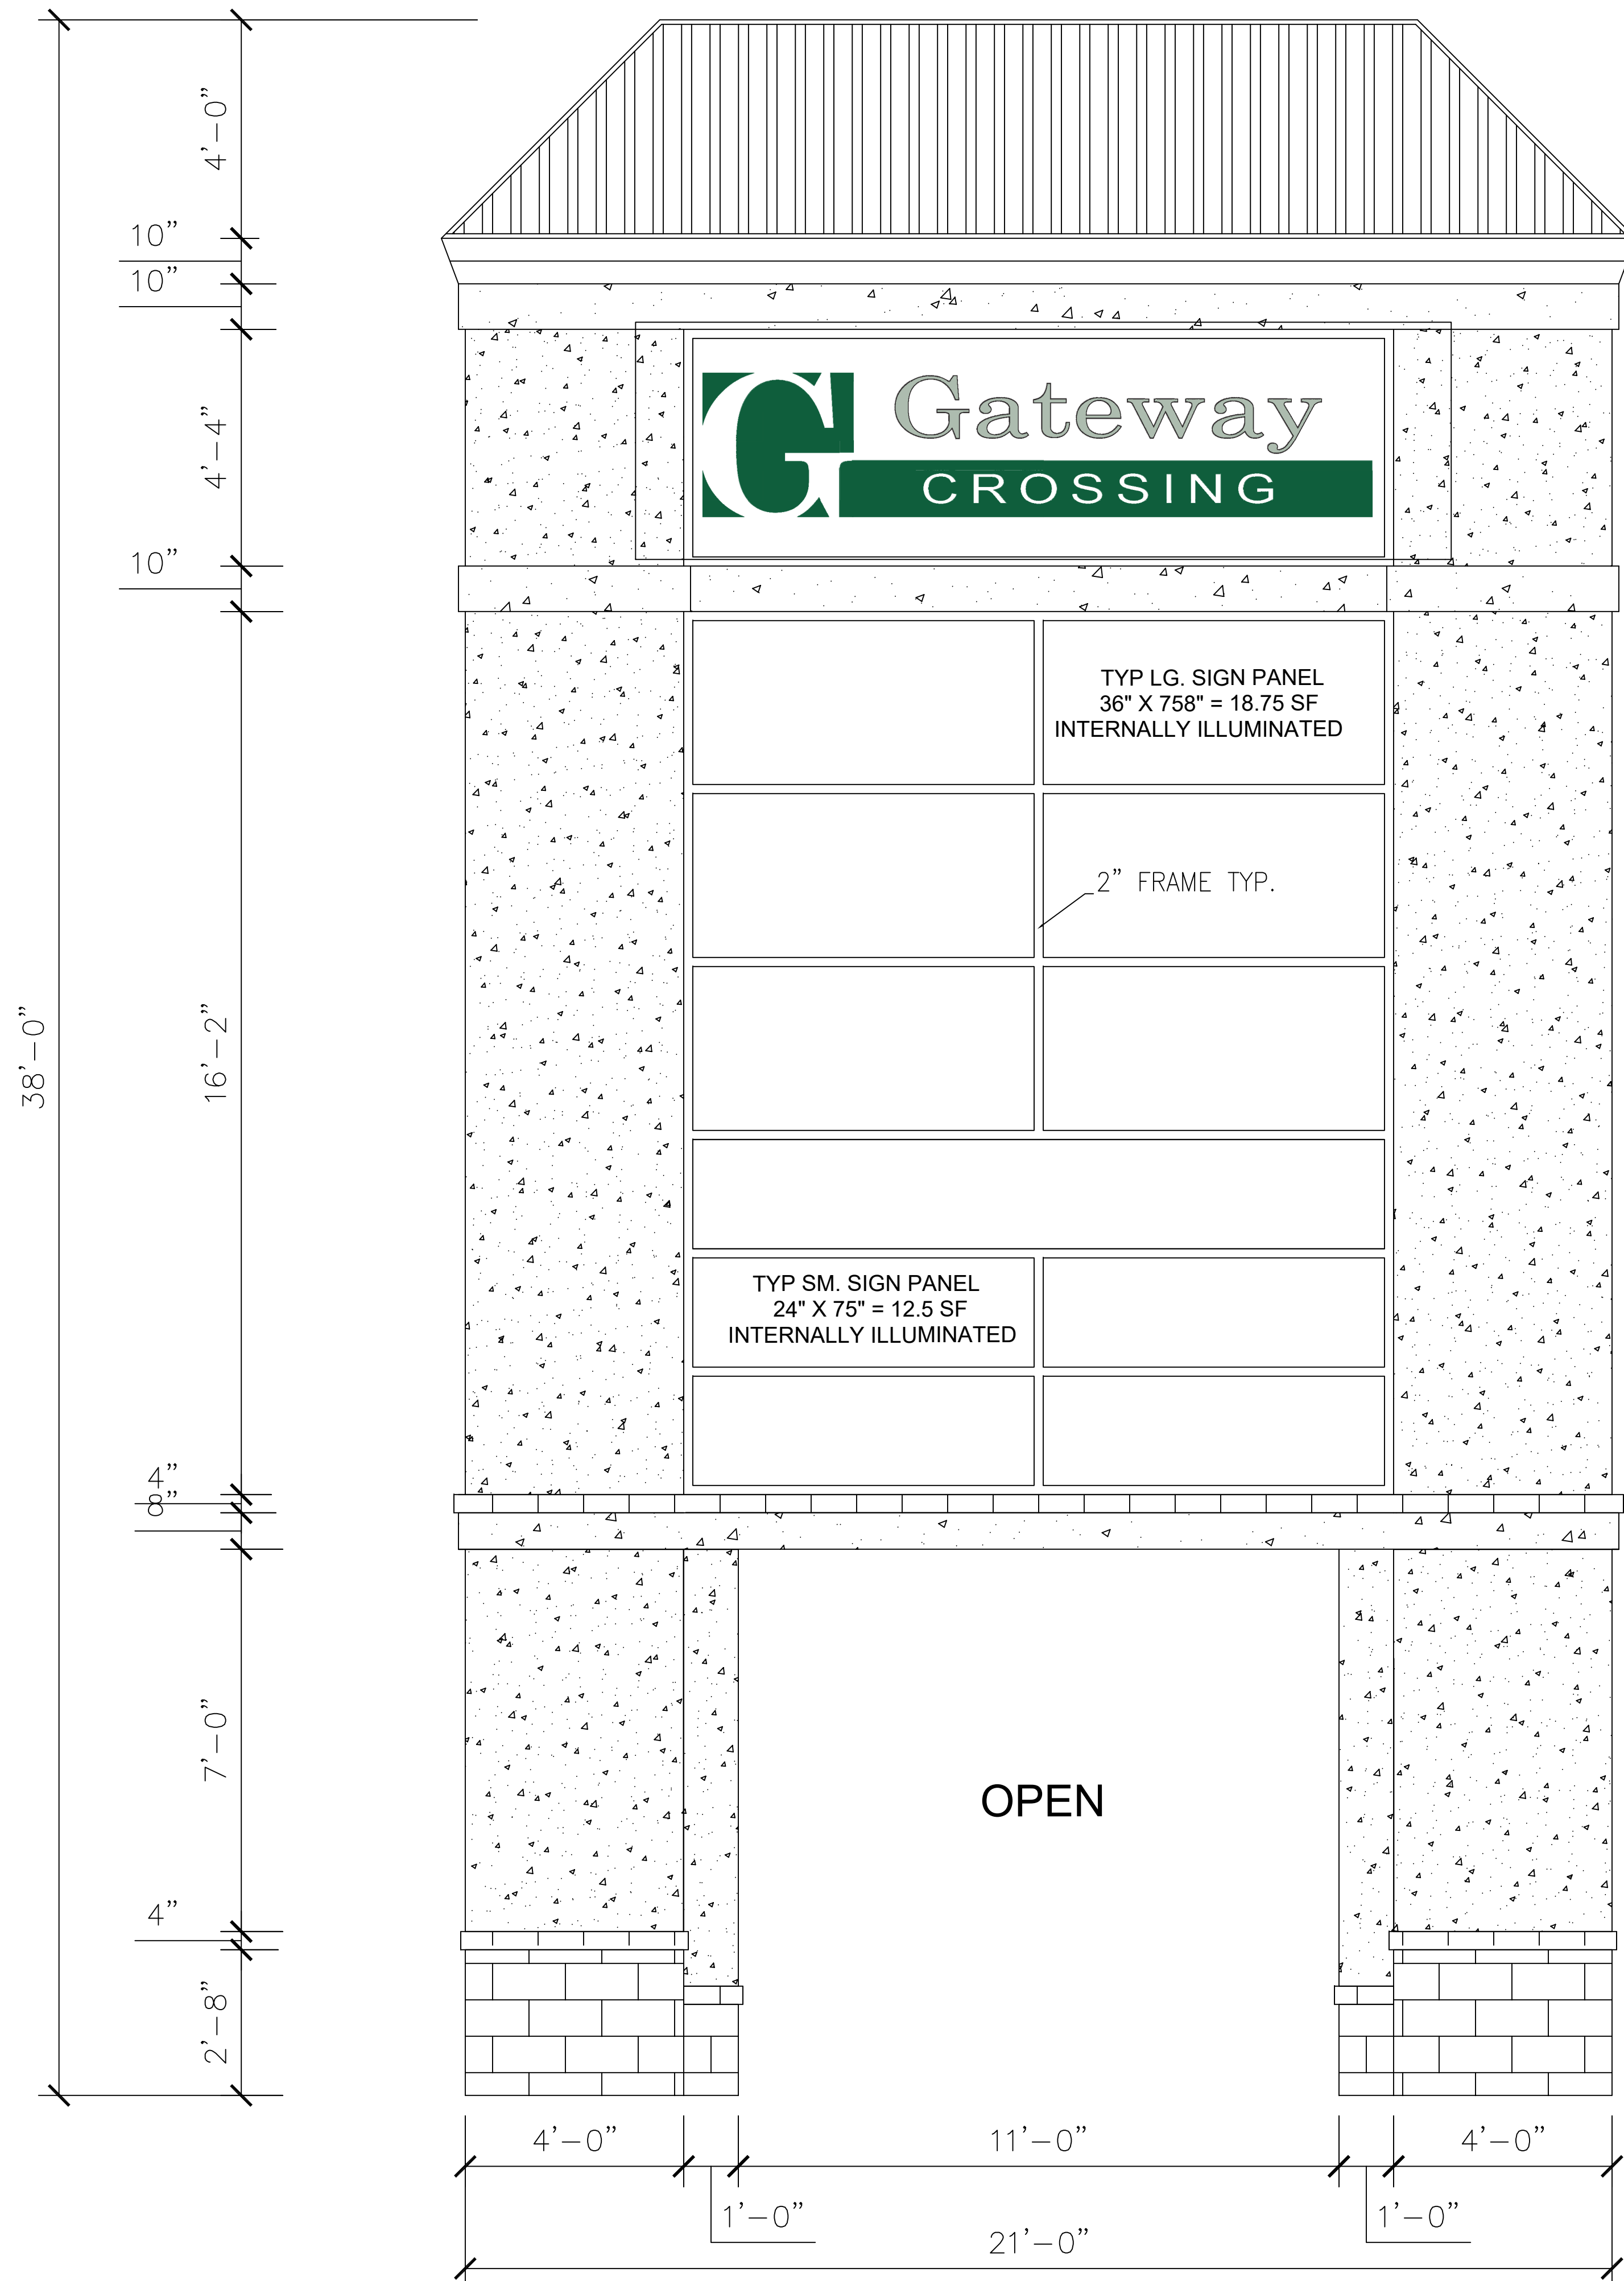 4'-0"
10"
10"
G Gateway
CROSSING
4'-4"
10"
TYP LG. SIGN PANEL
36" X 758" = 18.75 SF
INTERNALLY ILLUMINATED
2" FRAME TYP.
38'-0"
16'-2"
TYP SM. SIGN PANEL
24" X 75" = 12.5 SF
INTERNALLY ILLUMINATED
4"
8"
7'-0"
OPEN
4"
2'-8"
4'-0"
11'-0"
4'-0"
1'-0"
1'-0"
21'-0"